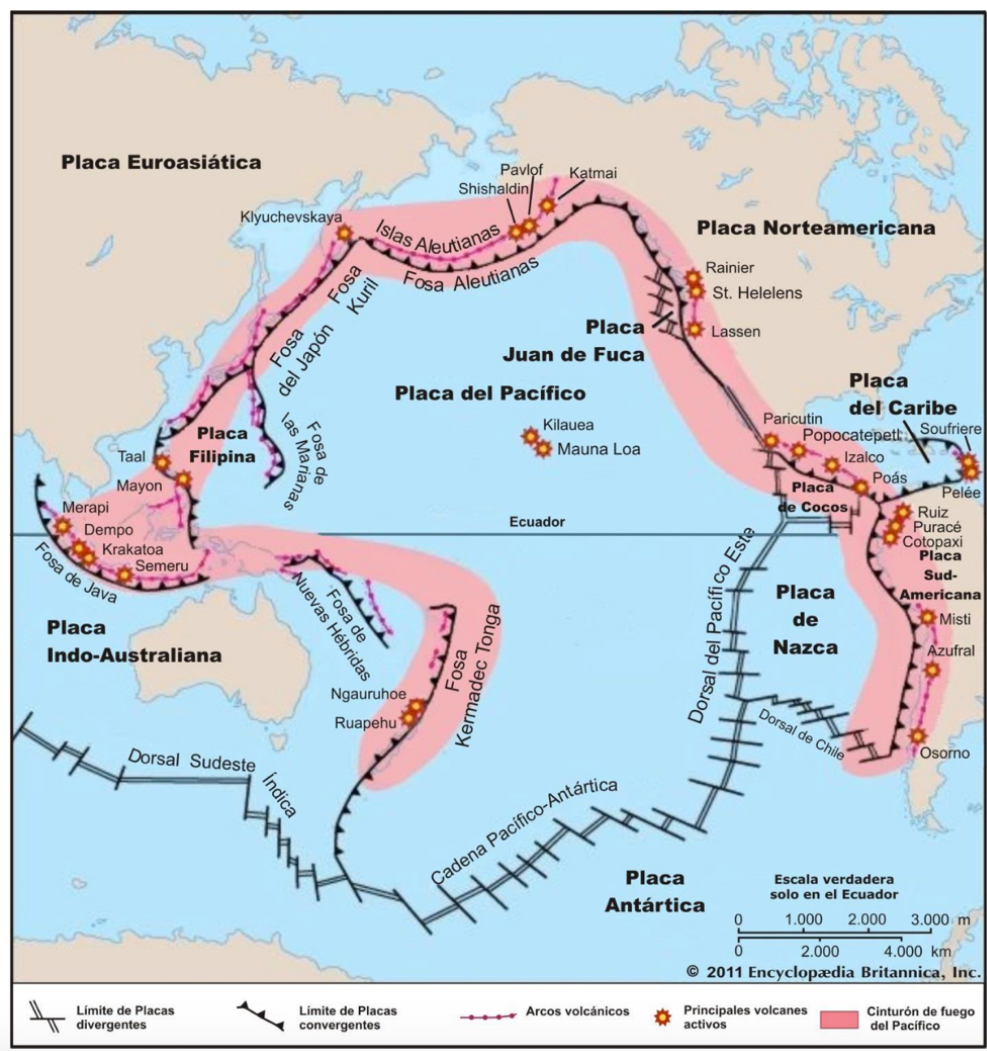 Placa Euroasiática
Pavlof
Katmai
Shishaldin
Klyuchevskaya
Islas Aleutianas
Fosa Aleutianas
Placa Norteamericana
Fosa
Kuril
Rainier
St. Helelens
Lassen
Placa
Juan de Fuca
Fosa
del Japón
Placa del Pacífico
Placa
del Caribe
Kilauea
Mauna Loa
Paricutin
Popocatepetl
Soufriere
Izalco
Poás
Pelée
Placa
Filipina
Fosa de
las Marianas
Taal
Mayon
Placa
de Cocos
Merapi
Dempo
Krakatoa
Semeru
Fosa de Java
Ecuador
Ruiz
Puracé
Cotopaxi
Placa
Sud-
Americana
Placa
Indo-Australiana
Fosa de
Nuevas Hébridas
Fosa
Kermadec Tonga
Dorsal del Pacífico Este
Placa
de
Nazca
Misti
Azufral
Ngauruhoe
Ruapehu
Dorsal de Chile
Osorno
Dorsal Sudeste
Índica
Cadena Pacífico-Antártica
Placa
Antártica
Escala verdadera
solo en el Ecuador
0 1.000 2.000 3.000 m
0 2.000 4.000 km
© 2011 Encyclopædia Britannica, Inc.
Límite de Placas
divergentes
Límite de Placas
convergentes
Arcos volcánicos
Principales volcanes
activos
Cinturón de fuego
del Pacífico